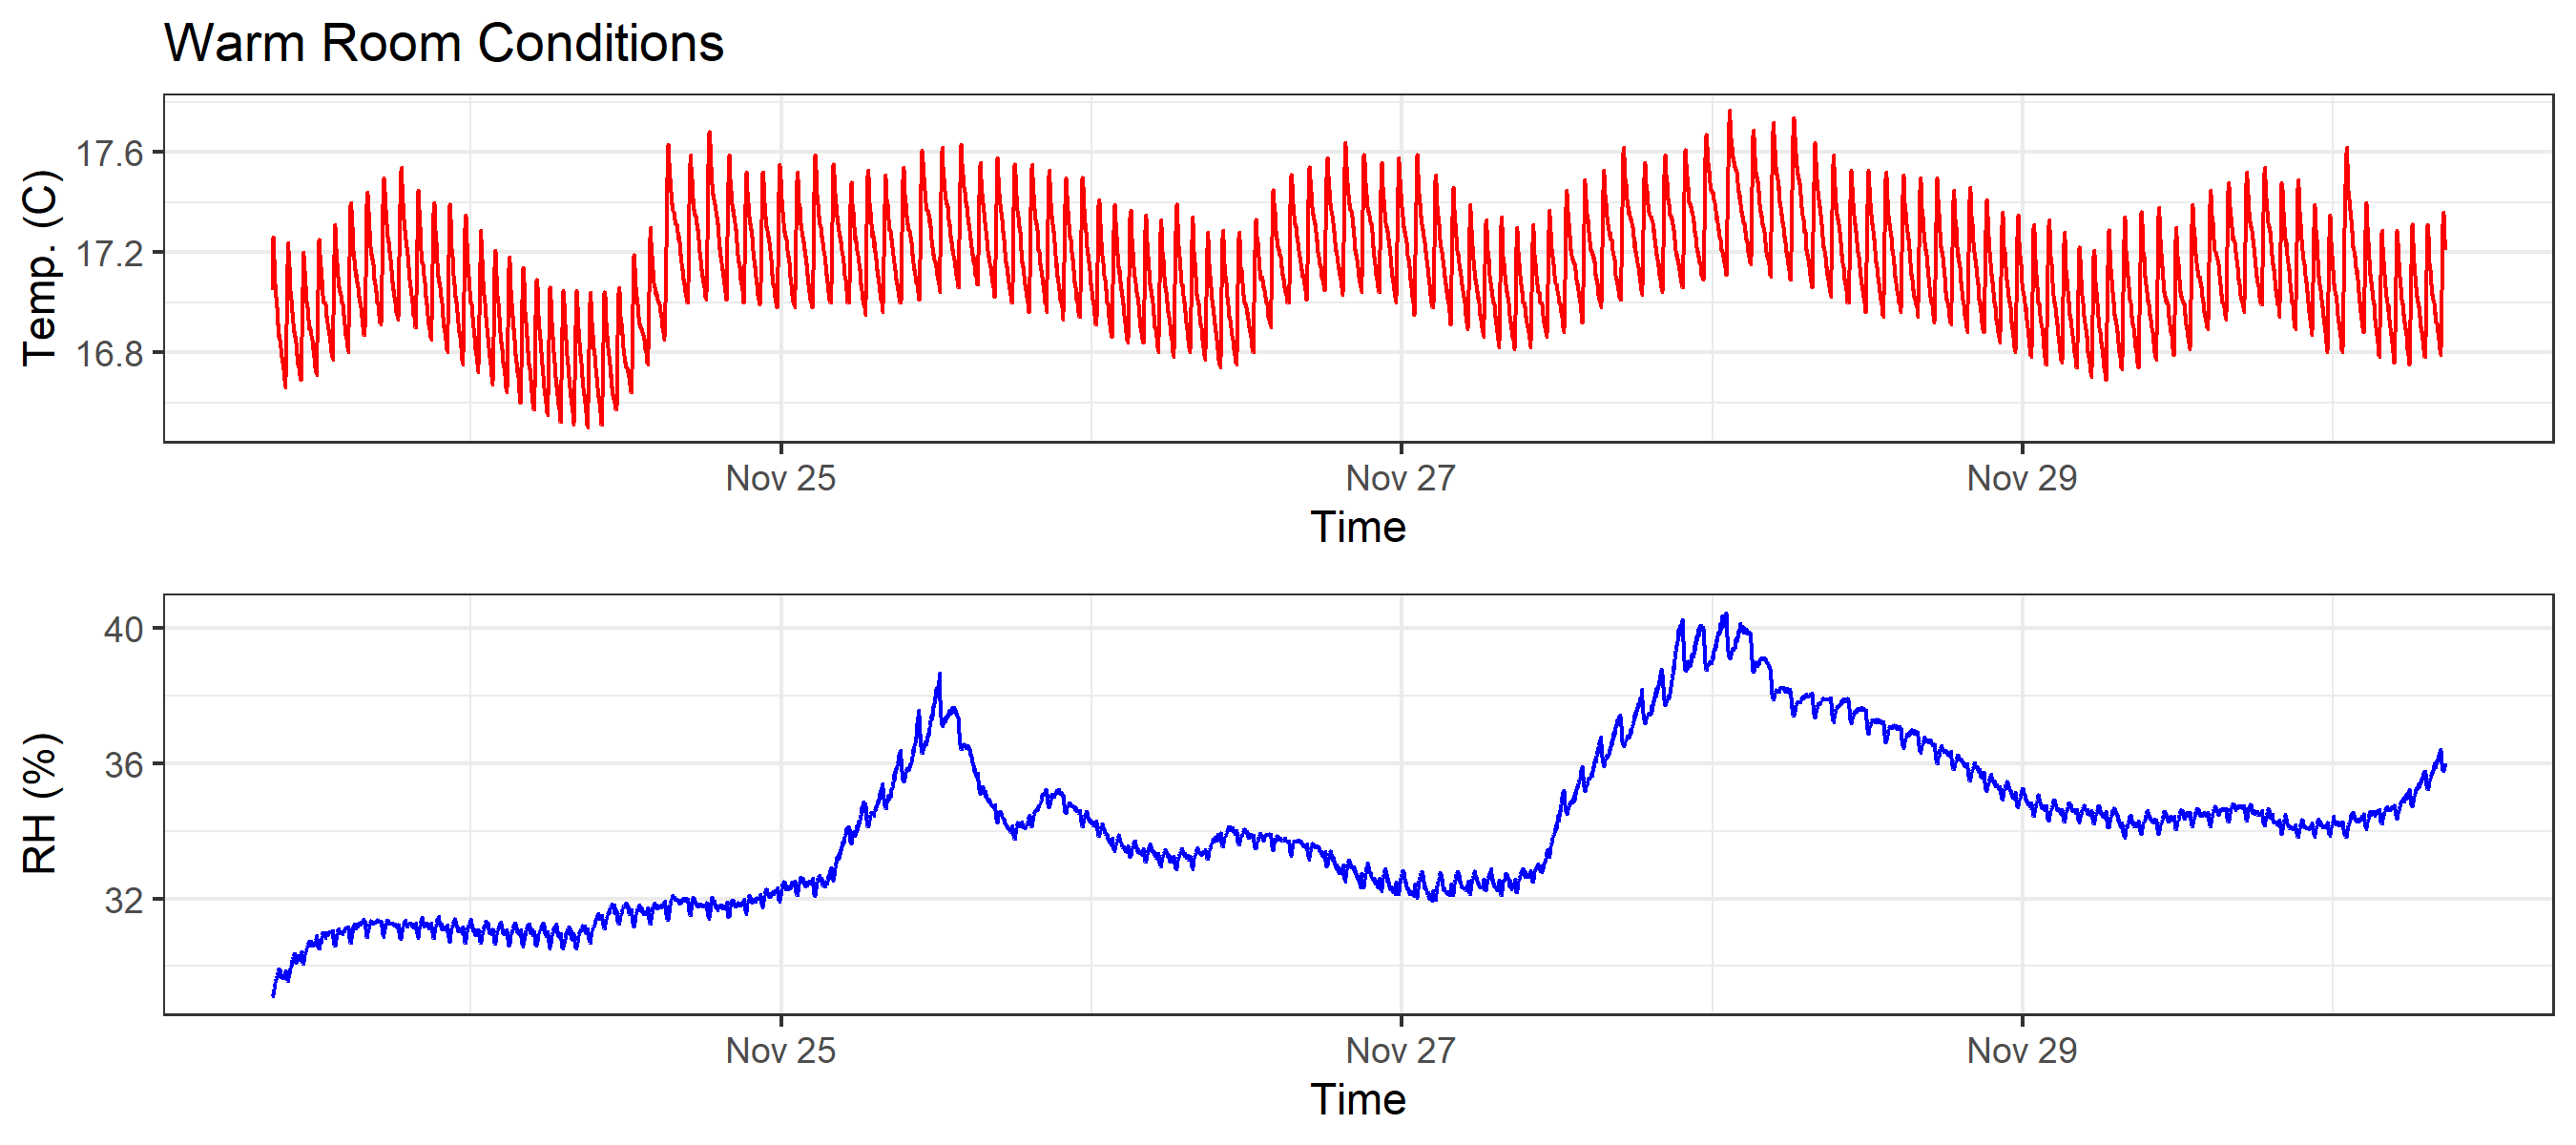 Warm Room Conditions
Temp. (C)
17.6
17.2
16.8
Nov 25 Nov 27 Nov 29
Time
RH (%)
40
36
32
Nov 25 Nov 27 Nov 29
Time